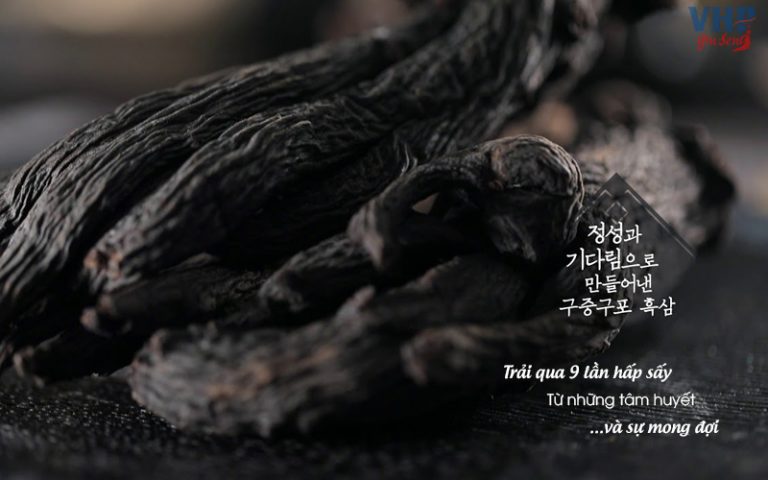 VHP
GinSeng
정성과
기다림으로
만들어낸
구증구포 흑삼
Trải qua 9 lần hấp sấy
Từ những tâm huyết
...và sự mong đợi